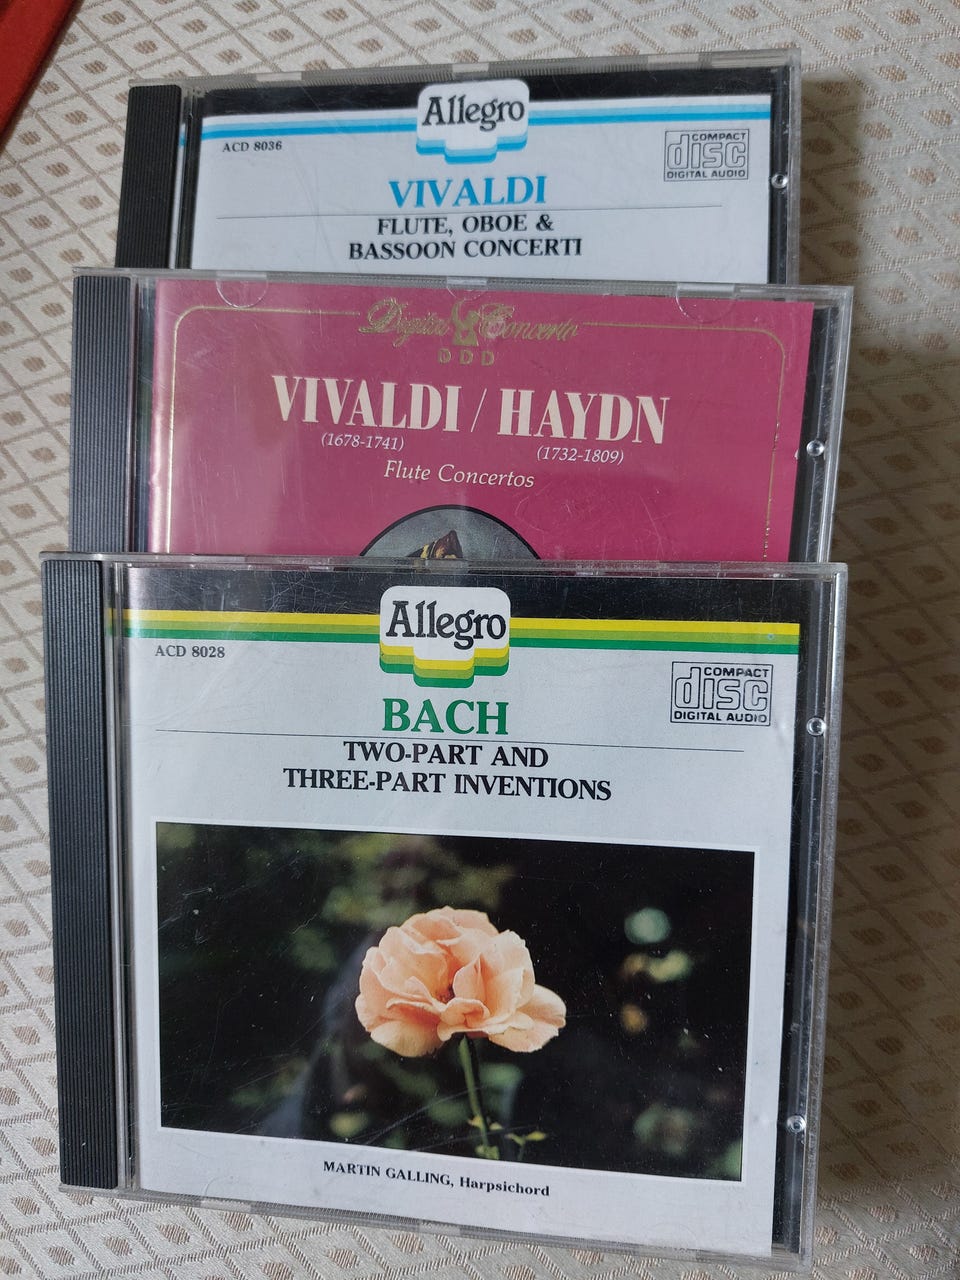 Allegro
ACD 8036
COMPACT
disc
DIGITAL AUDIO
VIVALDI
FLUTE, OBOE &
BASSOON CONCERTI
Digital Concerto
DDD
VIVALDI / HAYDN
(1678-1741) (1732-1809)
Flute Concertos
Allegro
ACD 8028
COMPACT
disc
DIGITAL AUDIO
BACH
TWO-PART AND
THREE-PART INVENTIONS
MARTIN GALLING, Harpsichord